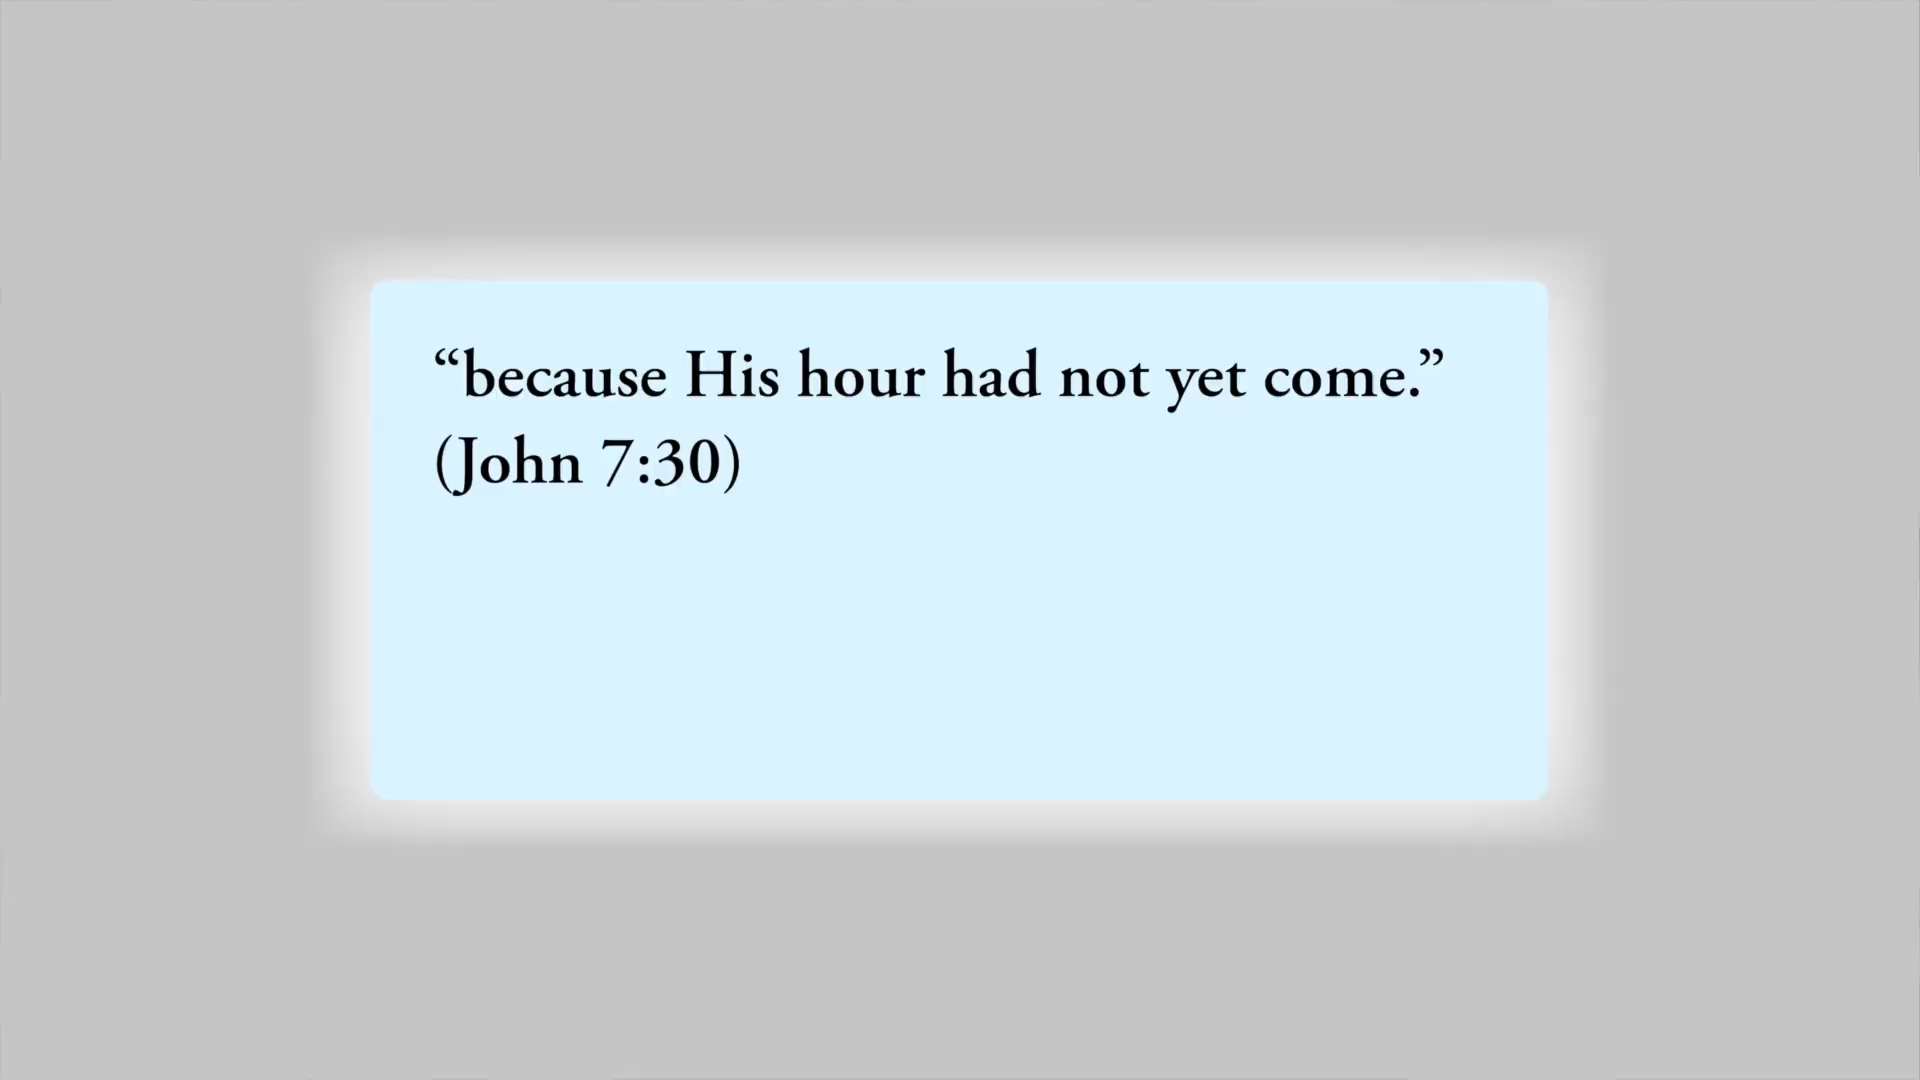 “because His hour had not yet come.”
(John 7:30)